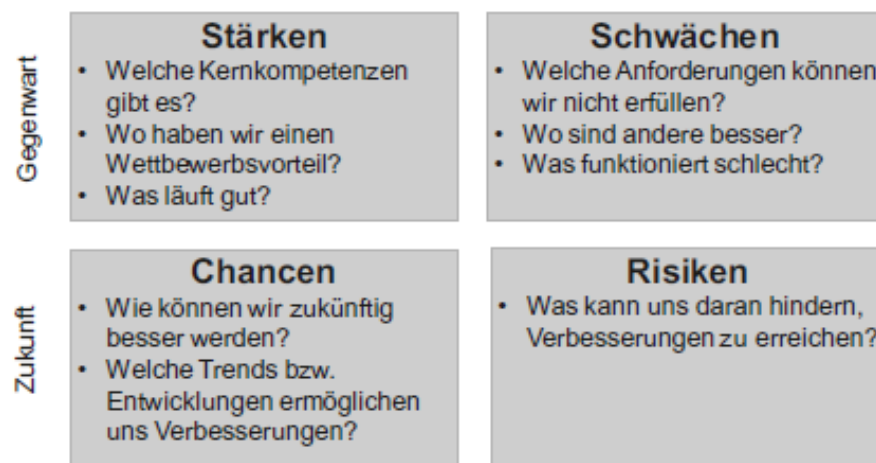 Gegenwart
Stärken
• Welche Kernkompetenzen
gibt es?
• Wo haben wir einen
Wettbewerbsvorteil?
• Was läuft gut?
Schwächen
• Welche Anforderungen können
wir nicht erfüllen?
• Wo sind andere besser?
• Was funktioniert schlecht?
Zukunft
Chancen
• Wie können wir zukünftig
besser werden?
• Welche Trends bzw.
Entwicklungen ermöglichen
uns Verbesserungen?
Risiken
• Was kann uns daran hindern,
Verbesserungen zu erreichen?